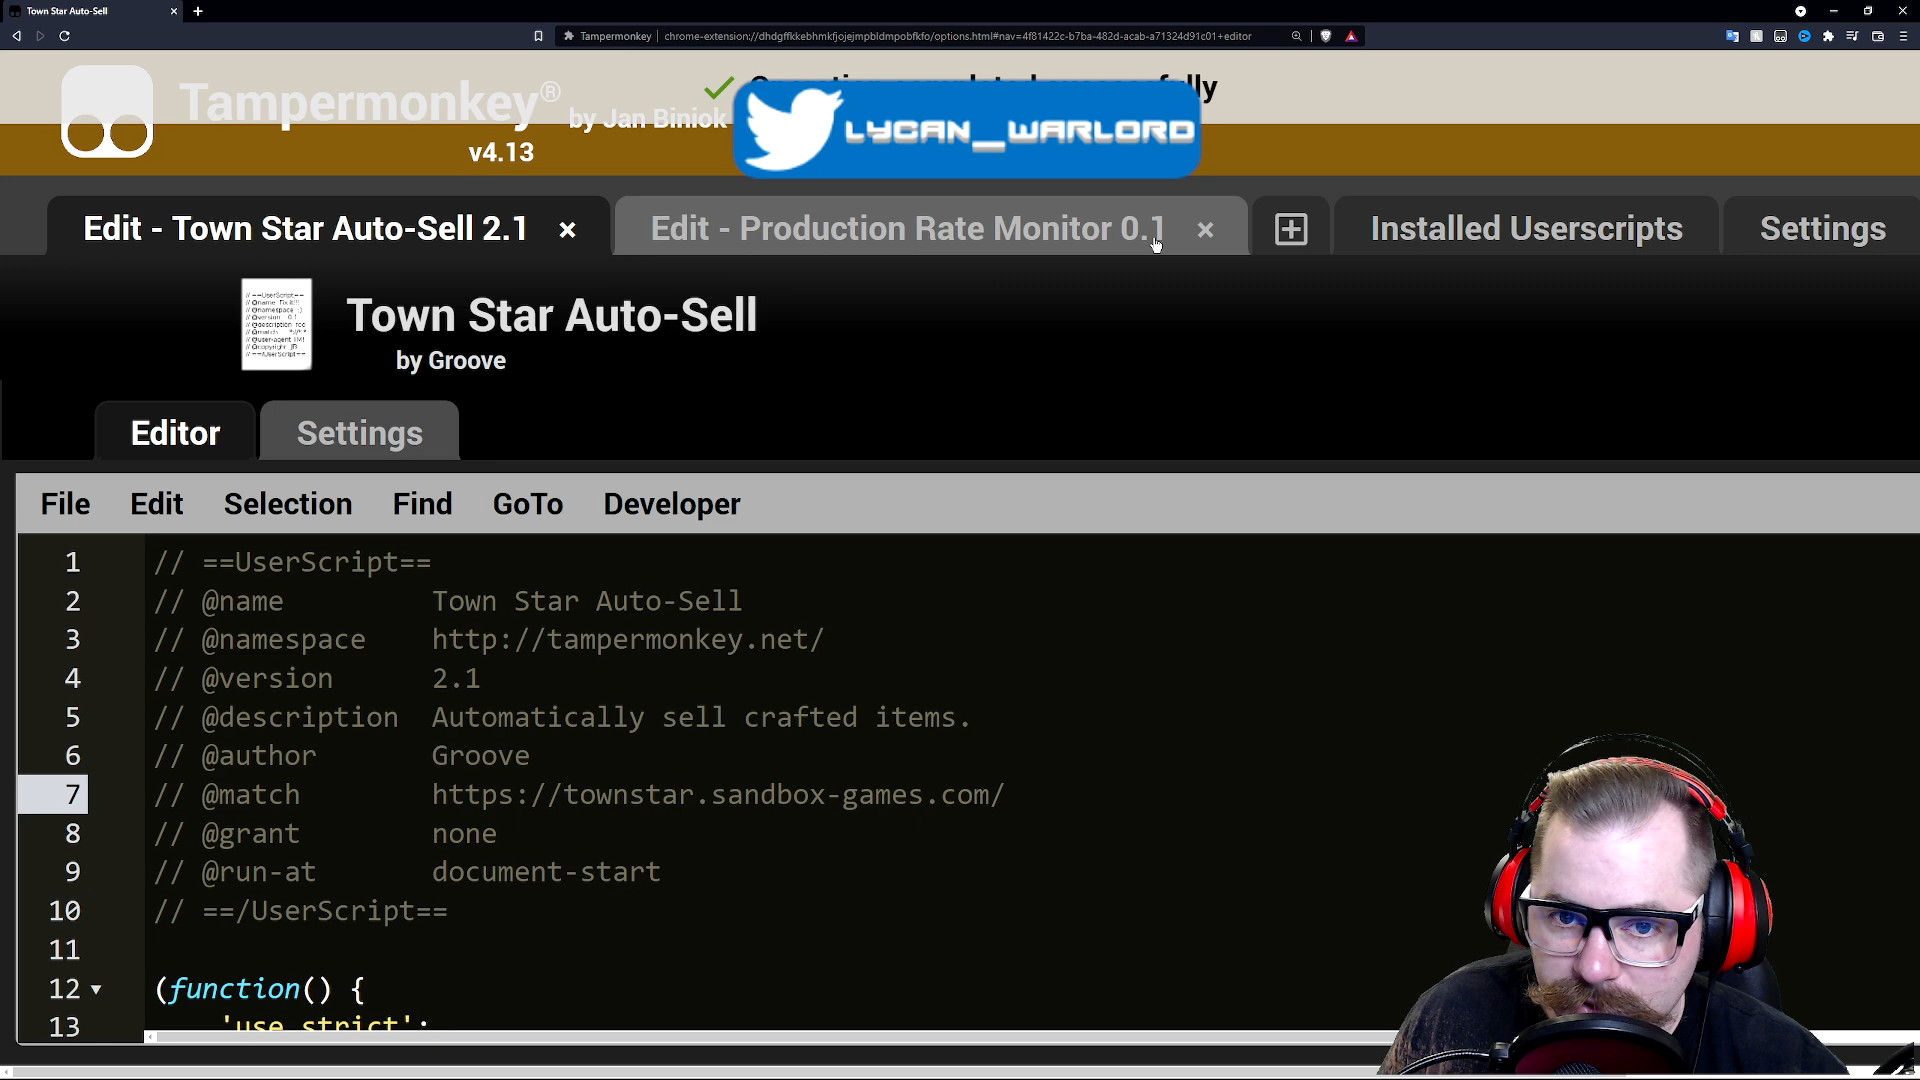 Town Star Auto-Sell
Tampermonkey | chrome-extension://dhdgffkkebhmkfjojejmpbldmpobfkfo/options.html#nav=4f81422c-b7ba-482d-acab-a71324d91c01+editor
Tampermonkey® by Jan Biniok
v4.13
LYCAN_WARLORD
Edit - Town Star Auto-Sell 2.1 ×
Edit - Production Rate Monitor 0.1 ×
Installed Userscripts
Settings
Town Star Auto-Sell
by Groove
Editor
Settings
File Edit Selection Find GoTo Developer
1 // ==UserScript==
2 // @name Town Star Auto-Sell
3 // @namespace http://tampermonkey.net/
4 // @version 2.1
5 // @description Automatically sell crafted items.
6 // @author Groove
7 // @match https://townstar.sandbox-games.com/
8 // @grant none
9 // @run-at document-start
10 // ==/UserScript==
11
12 (function() {
13 'use strict';